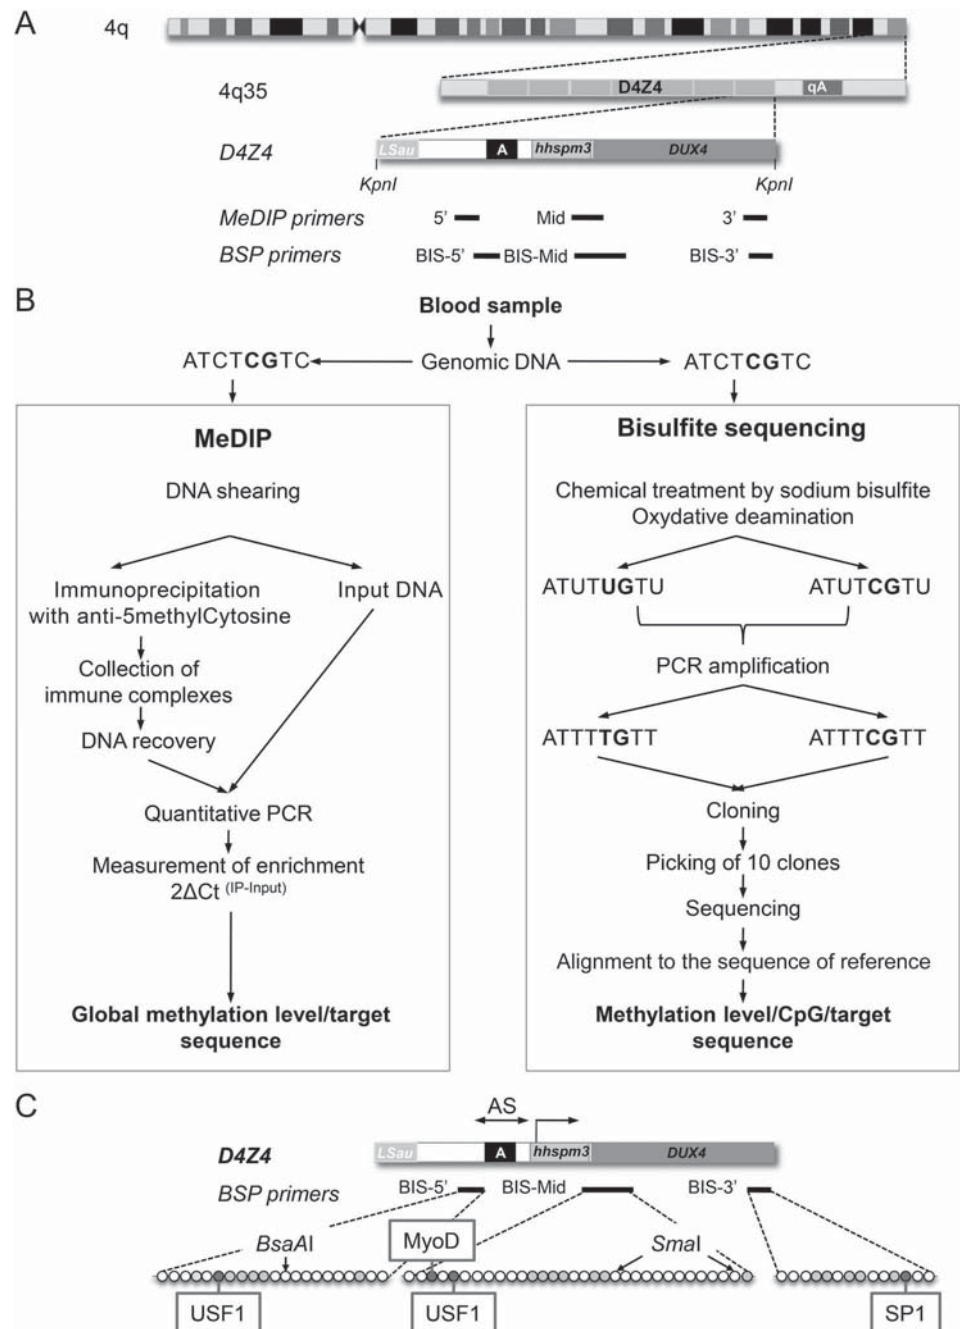 A
4q
4q35
D4Z4
qA
D4Z4
LSau
A
hhspm3
DUX4
KpnI
KpnI
MeDIP primers
5'
Mid
3'
BSP primers
BIS-5'
BIS-Mid
BIS-3'
B
Blood sample
ATCTCGTC
Genomic DNA
ATCTCGTC
MeDIP
DNA shearing
Immunoprecipitation
with anti-5methylCytosine
Input DNA
Collection of
immune complexes
DNA recovery
Quantitative PCR
Measurement of enrichment
2ΔCt (IP-Input)
Global methylation level/target
sequence
Bisulfite sequencing
Chemical treatment by sodium bisulfite
Oxydative deamination
ATUTUGTU
ATUTCGTU
PCR amplification
ATTTTGTT
ATTTCGTT
Cloning
Picking of 10 clones
Sequencing
Alignment to the sequence of reference
Methylation level/CpG/target
sequence
C
AS
D4Z4
LSau
A
hhspm3
DUX4
BSP primers
BIS-5'
BIS-Mid
BIS-3'
BsaAI
MyoD
SmaI
USF1
USF1
SP1